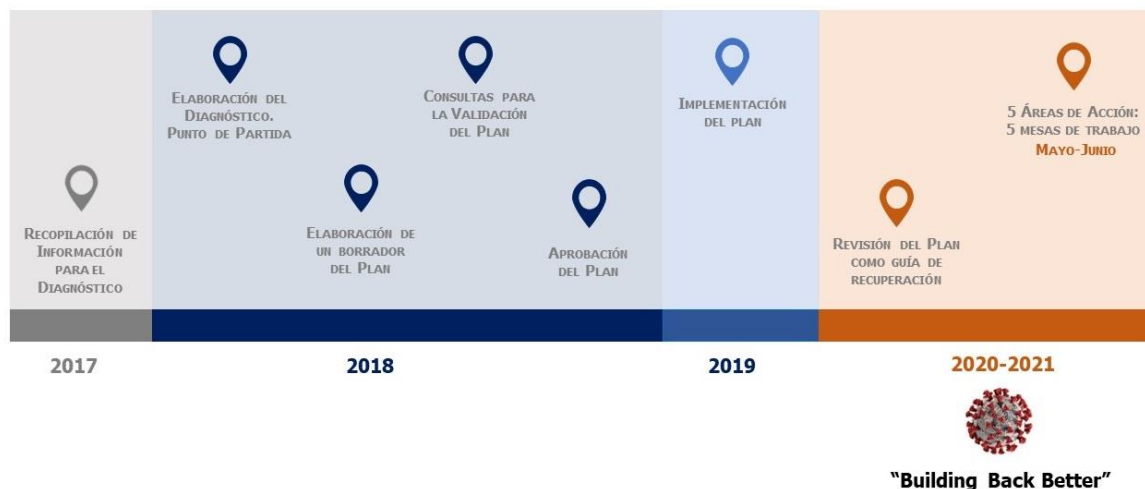 RECOPILACIÓN DE
INFORMACIÓN
PARA EL
DIAGNÓSTICO
ELABORACIÓN DEL
DIAGNÓSTICO.
PUNTO DE PARTIDA
ELABORACIÓN DE
UN BORRADOR
DEL PLAN
CONSULTAS PARA
LA VALIDACIÓN
DEL PLAN
APROBACIÓN
DEL PLAN
IMPLEMENTACIÓN
DEL PLAN
REVISIÓN DEL PLAN
COMO GUÍA DE
RECUPERACIÓN
5 ÁREAS DE ACCIÓN:
5 MESAS DE TRABAJO
MAYO-JUNIO
2017
2018
2019
2020-2021
"Building Back Better"